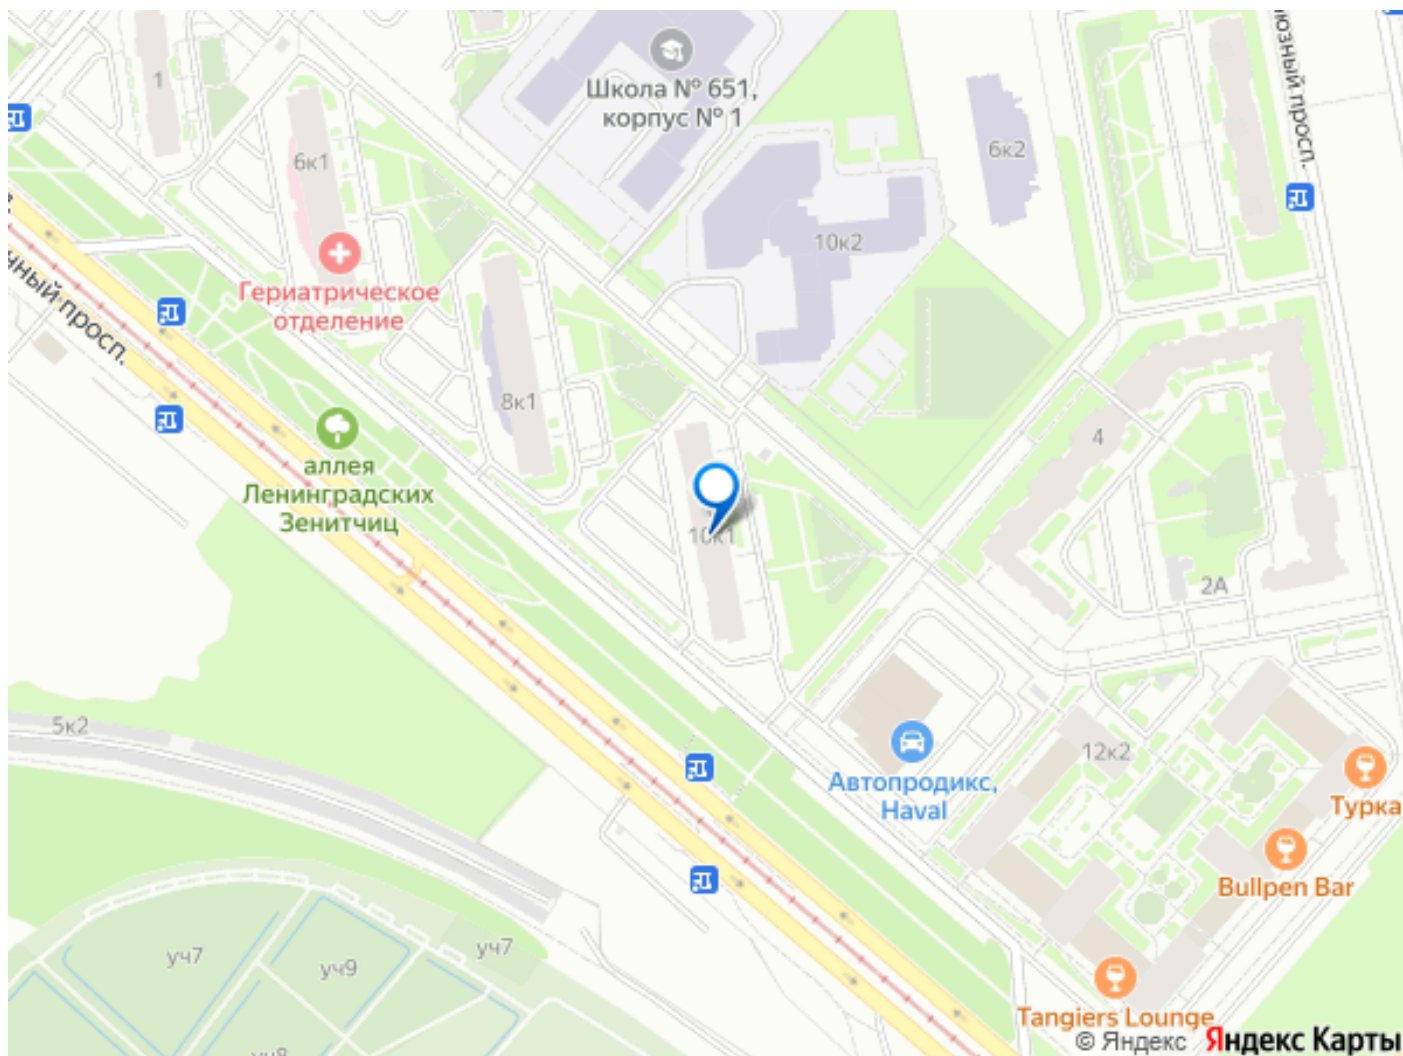 1
Школа № 651,
корпус № 1
6к1
6к2
10к2
Гериатрическое
отделение
8к1
4
аллея
Ленинградских
Зенитчиц
10к1
2А
5к2
12к2
Автопродикс,
Haval
Турка
Bullpen Bar
уч7
уч9
уч7
Tangiers Lounge
© Яндекс Яндекс Карты